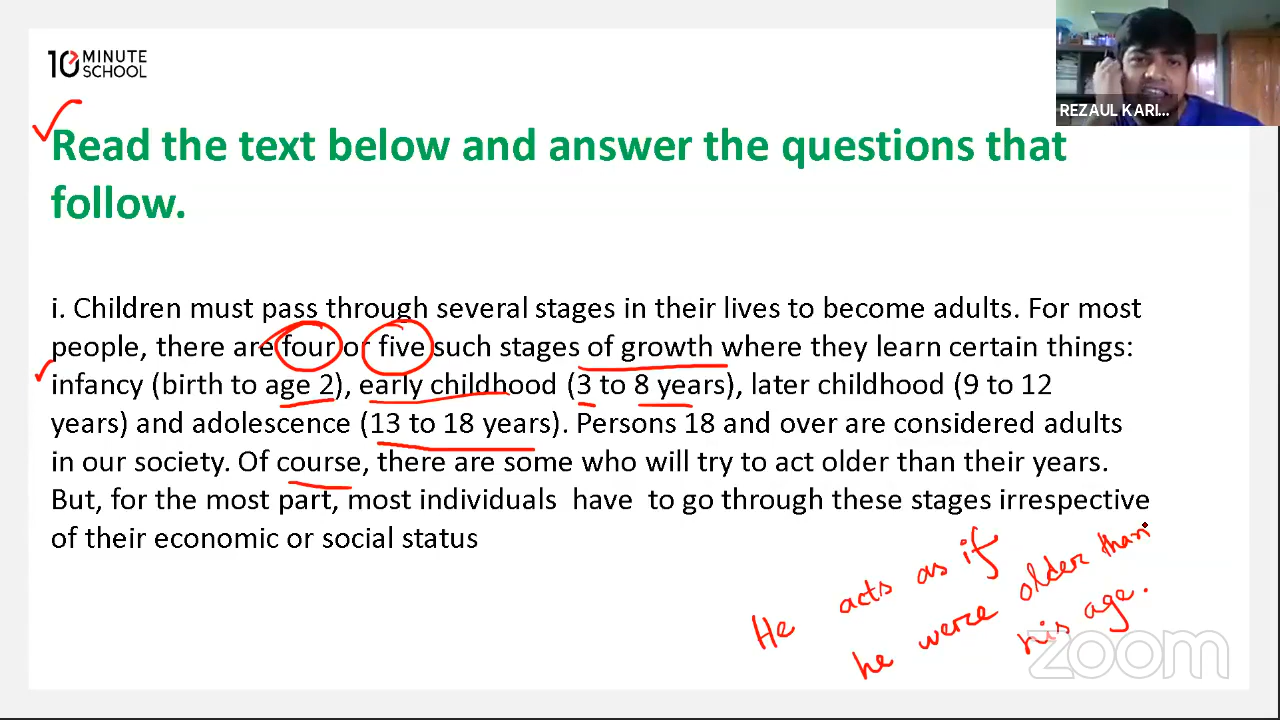 10 MINUTE
SCHOOL
REZAUL KARI...
Read the text below and answer the questions that
follow.
i. Children must pass through several stages in their lives to become adults. For most
people, there are four or five such stages of growth where they learn certain things:
infancy (birth to age 2), early childhood (3 to 8 years), later childhood (9 to 12
years) and adolescence (13 to 18 years). Persons 18 and over are considered adults
in our society. Of course, there are some who will try to act older than their years.
But, for the most part, most individuals have to go through these stages irrespective
of their economic or social status
He acts as if
he were older than
his age.
zoom